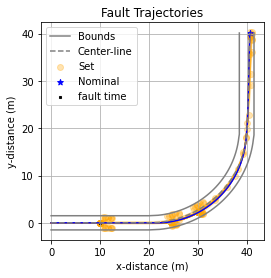 Fault Trajectories
Bounds
Center-line
Set
Nominal
fault time
y-distance (m)
40
30
20
10
0
0 10 20 30 40
x-distance (m)